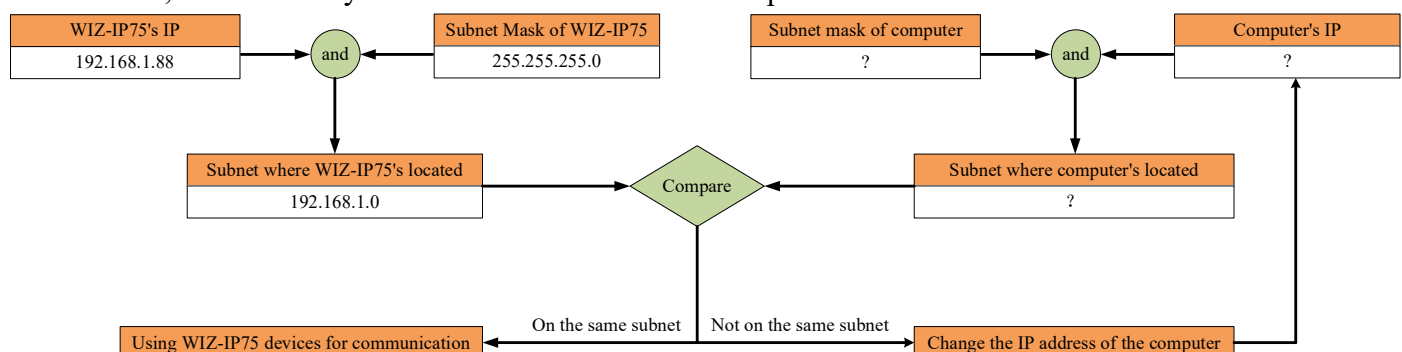 WIZ-IP75's IP
192.168.1.88
and
Subnet Mask of WIZ-IP75
255.255.255.0
Subnet mask of computer
?
and
Computer's IP
?
Subnet where WIZ-IP75's located
192.168.1.0
Compare
Subnet where computer's located
?
On the same subnet
Not on the same subnet
Using WIZ-IP75 devices for communication
Change the IP address of the computer